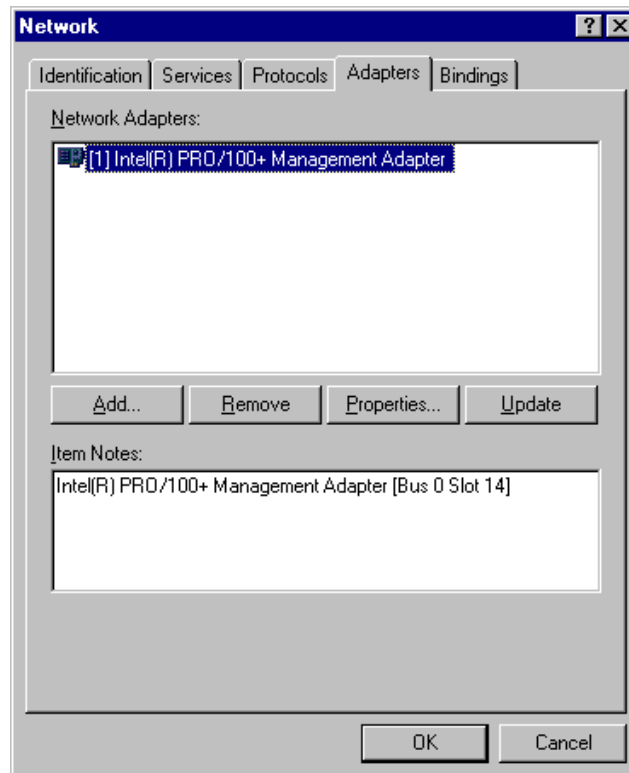 Network
Identification Services Protocols Adapters Bindings
Network Adapters:
[1] Intel(R) PRO/100+ Management Adapter
Add... Remove Properties... Update
Item Notes:
Intel(R) PRO/100+ Management Adapter [Bus 0 Slot 14]
OK Cancel